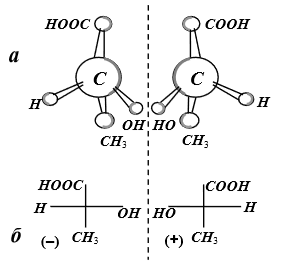 HOOC COOH
а C C
H OH HO H
CH₃ CH₃
HOOC COOH
H OH HO H
б (–) CH₃ (+) CH₃